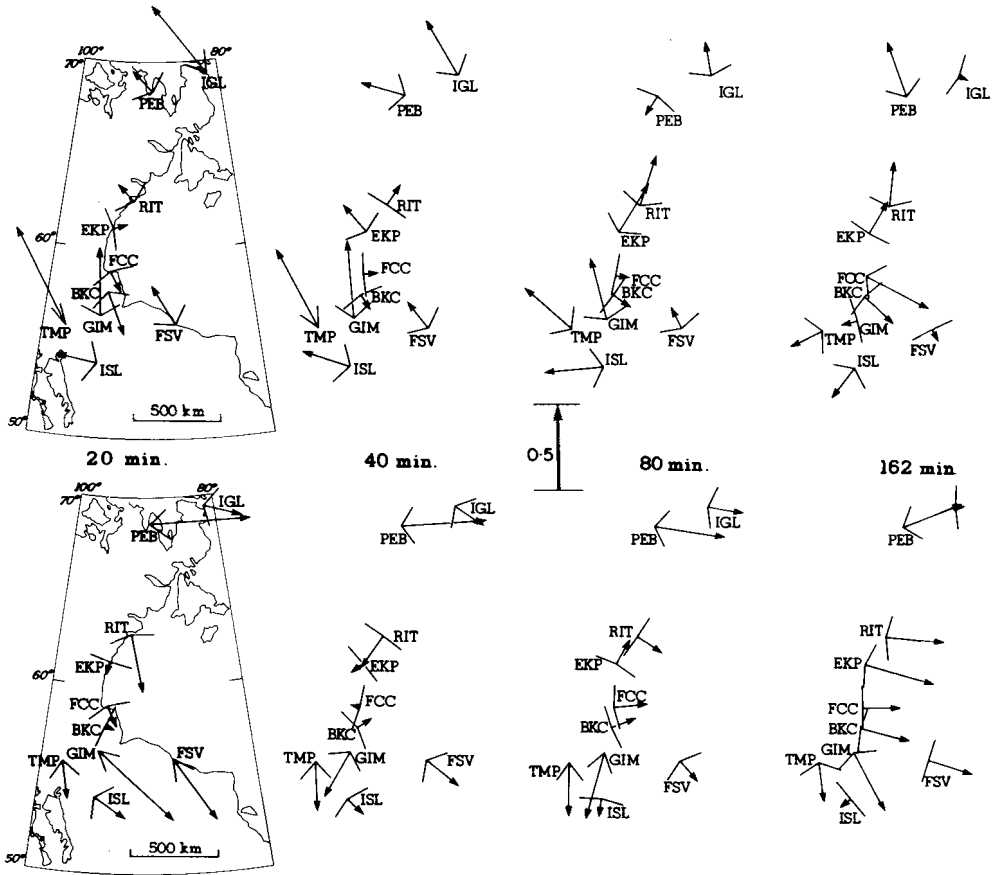 100° 80°
70°
IGL
PEB
RIT
EKP
60°
FCC
BKC
GIM
TMP
FSV
ISL
500 km
50°
IGL
PEB
RIT
EKP
FCC
BKC
GIM
TMP
FSV
ISL
IGL
PEB
RIT
EKP
FCC
BKC
GIM
TMP
FSV
ISL
IGL
PEB
RIT
EKP
FCC
BKC
GIM
TMP
FSV
ISL
0·5
20 min. 40 min. 80 min. 162 min
100° 80°
70°
IGL
PEB
RIT
EKP
60°
FCC
BKC
GIM
TMP
FSV
ISL
500 km
50°
IGL
PEB
RIT
EKP
FCC
BKC
GIM
TMP
FSV
ISL
IGL
PEB
RIT
EKP
FCC
BKC
GIM
TMP
FSV
ISL
PEB
RIT
EKP
FCC
BKC
GIM
TMP
FSV
ISL